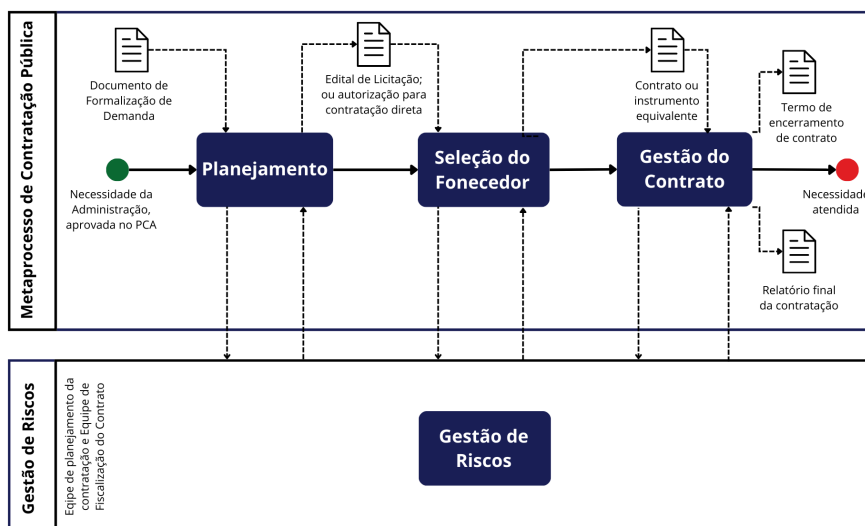 Metaprocesso de Contratação Pública
Documento de
Formalização de
Demanda
Edital de Licitação;
ou autorização para
contratação direta
Contrato ou
instrumento
equivalente
Termo de
encerramento
de contrato
Planejamento
Seleção do
Fonecedor
Gestão do
Contrato
Necessidade da
Administração,
aprovada no PCA
Necessidade
atendida
Relatório final
da contratação
Gestão de Riscos
Eqipe de planejamento da
contratação e Equipe de
Fiscalização do Contrato
Gestão de
Riscos